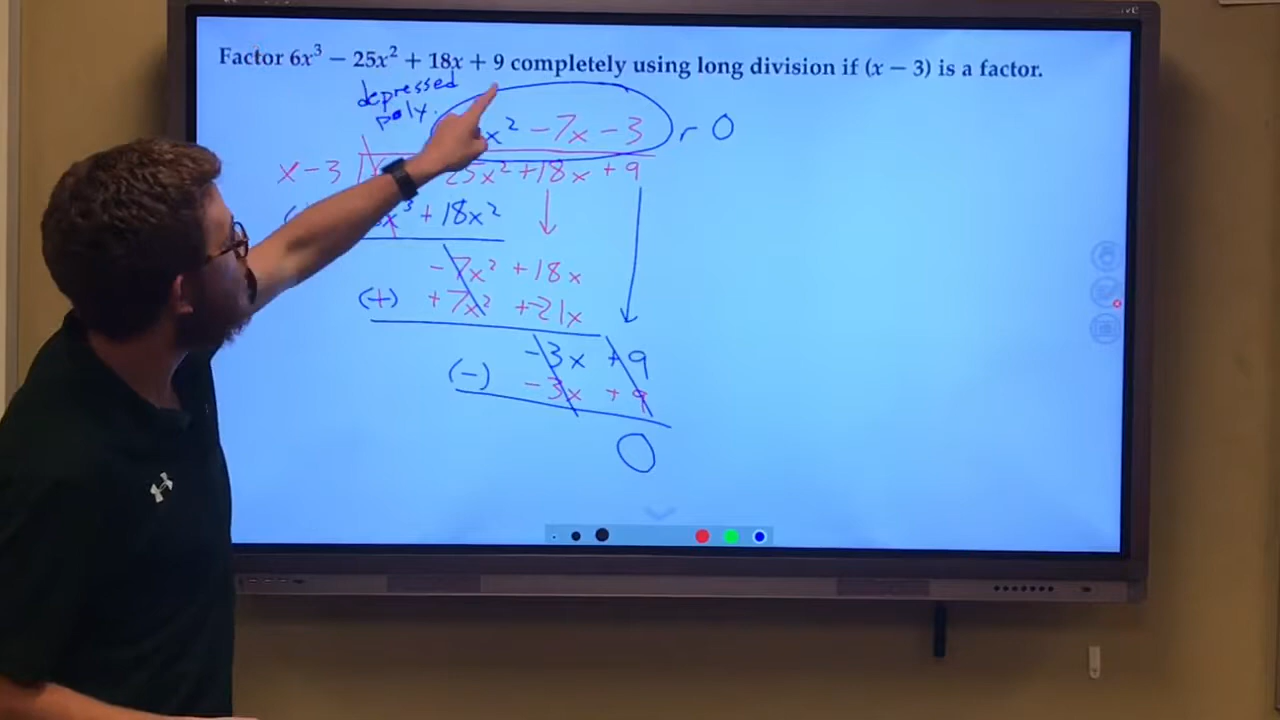 Factor 6x³ − 25x² + 18x + 9 completely using long division if (x − 3) is a factor.
depressed
poly.
x² -7x -3 r 0
x-3 25x² +18x +9
+ 18x²
-7x² +18x
(+) +7x² +-21x
-3x +9
(-) -3x +9
0